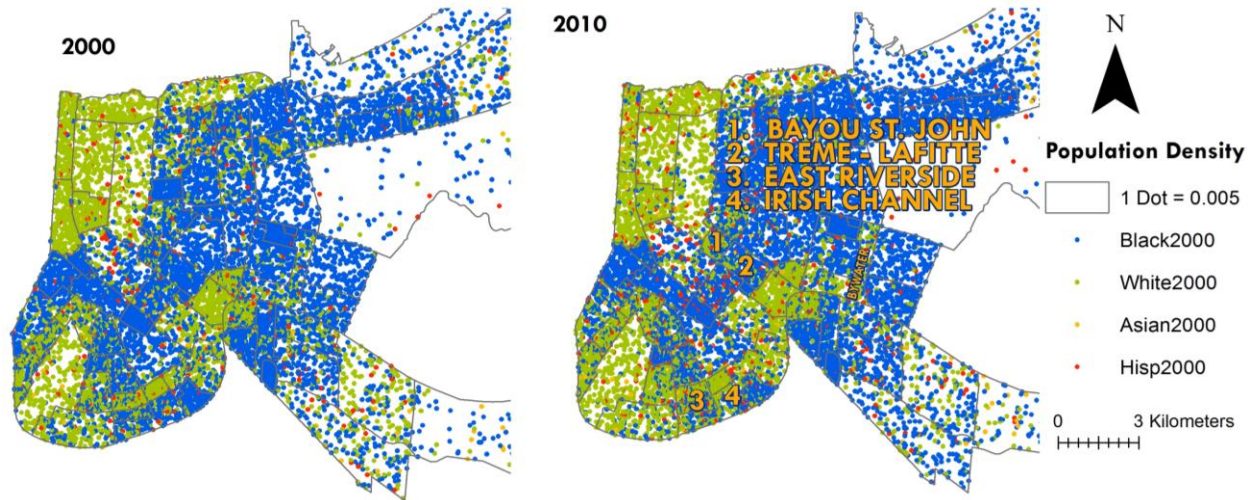 2000
2010
1. BAYOU ST. JOHN
2. TREME - LAFITTE
3. EAST RIVERSIDE
4. IRISH CHANNEL
1
2
BYWATER
3
4
N
Population Density
1 Dot = 0.005
Black2000
White2000
Asian2000
Hisp2000
0 3 Kilometers